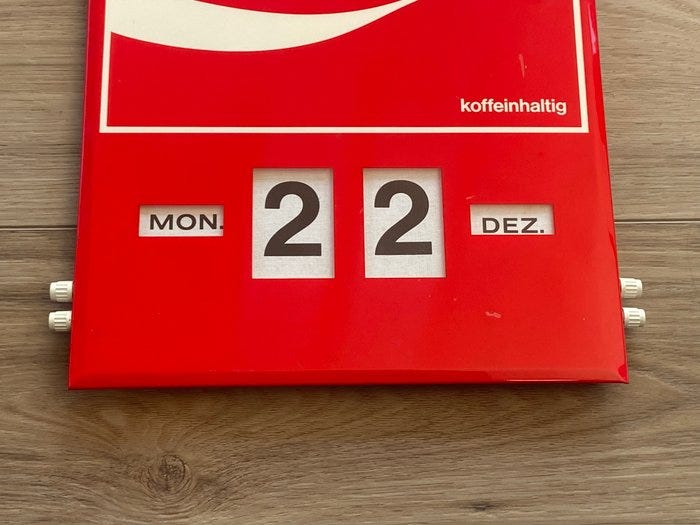 koffeinhaltig
MON. 22 DEZ.